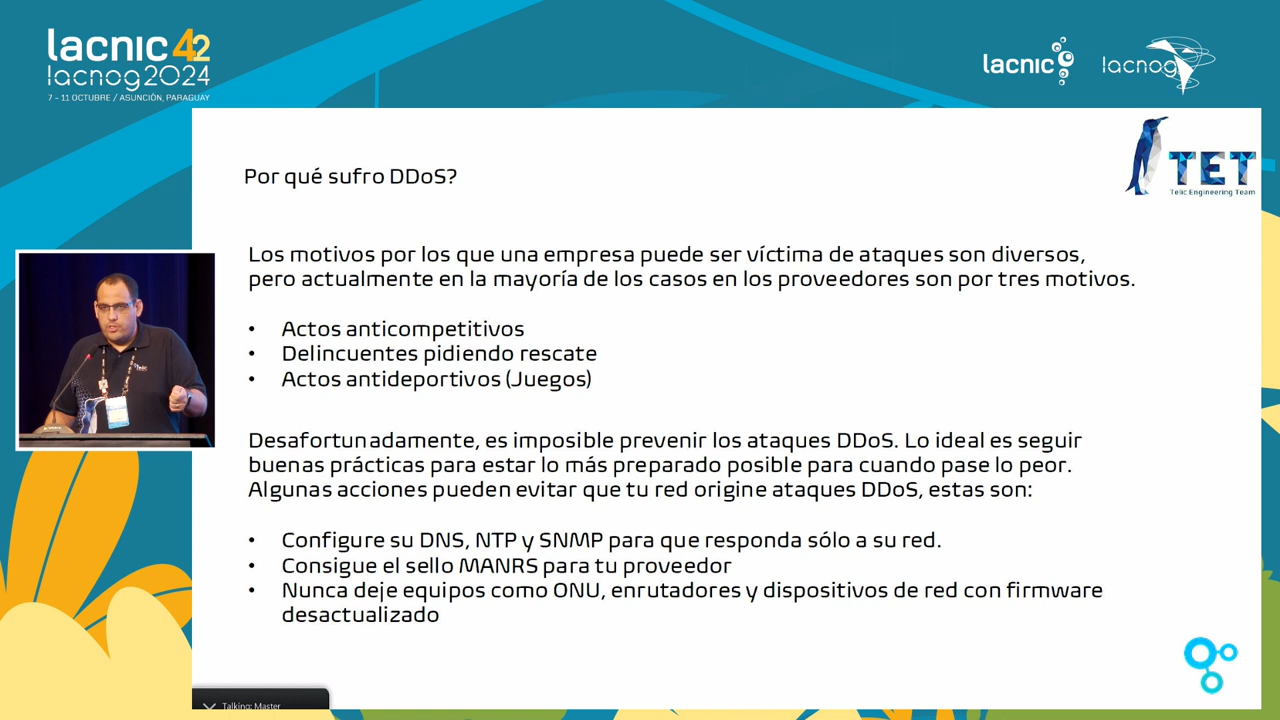 lacnic 42
lacnog 2024
7 - 11 OCTUBRE / ASUNCIÓN, PARAGUAY
lacnic
lacnog
TET
Telic Engineering Team
Por qué sufro DDoS?
Los motivos por los que una empresa puede ser víctima de ataques son diversos,
pero actualmente en la mayoría de los casos en los proveedores son por tres motivos.
• Actos anticompetitivos
• Delincuentes pidiendo rescate
• Actos antideportivos (Juegos)
Telic
Desafortunadamente, es imposible prevenir los ataques DDoS. Lo ideal es seguir
buenas prácticas para estar lo más preparado posible para cuando pase lo peor.
Algunas acciones pueden evitar que tu red origine ataques DDoS, estas son:
• Configure su DNS, NTP y SNMP para que responda sólo a su red.
• Consigue el sello MANRS para tu proveedor
• Nunca deje equipos como ONU, enrutadores y dispositivos de red con firmware
desactualizado
Talking: Master